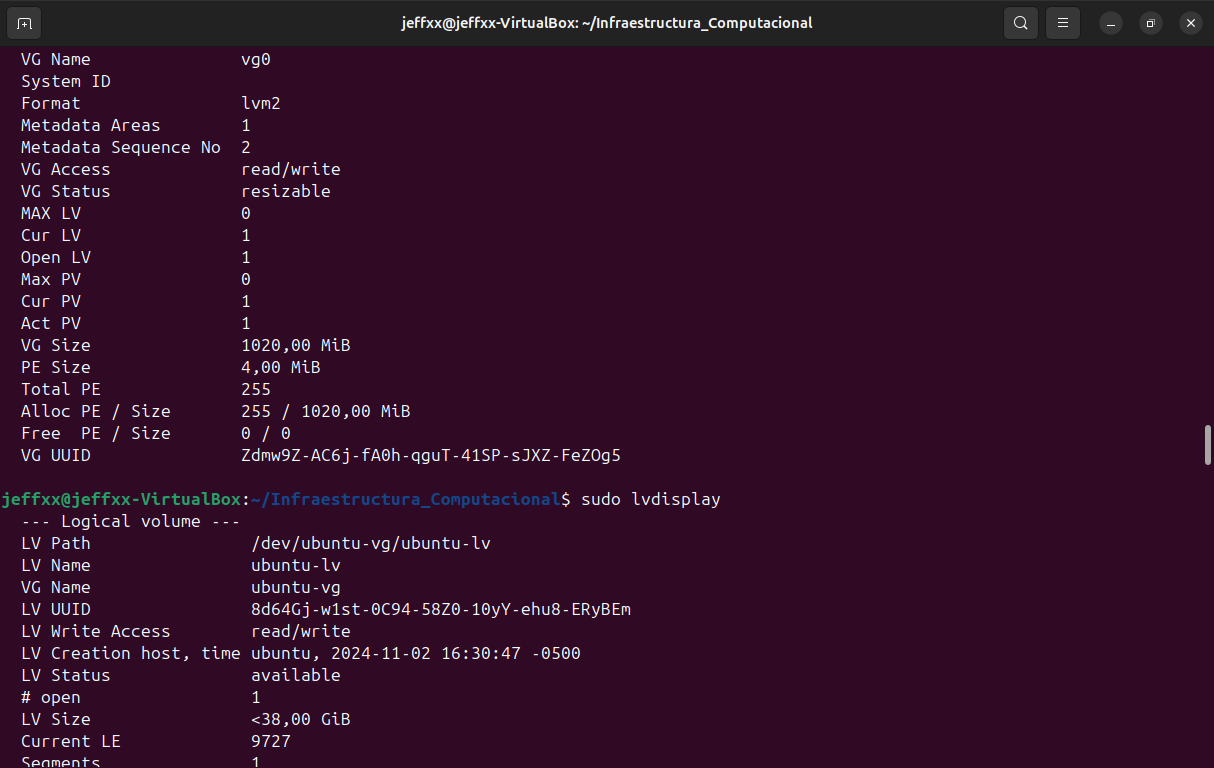 jeffxx@jeffxx-VirtualBox: ~/Infraestructura_Computacional
VG Name               vg0
System ID
Format                lvm2
Metadata Areas        1
Metadata Sequence No  2
VG Access             read/write
VG Status             resizable
MAX LV                0
Cur LV                1
Open LV               1
Max PV                0
Cur PV                1
Act PV                1
VG Size               1020,00 MiB
PE Size               4,00 MiB
Total PE              255
Alloc PE / Size       255 / 1020,00 MiB
Free  PE / Size       0 / 0
VG UUID               Zdmw9Z-AC6j-fA0h-qguT-41SP-sJXZ-FeZOg5
jeffxx@jeffxx-VirtualBox:~/Infraestructura_Computacional$ sudo lvdisplay
--- Logical volume ---
LV Path                /dev/ubuntu-vg/ubuntu-lv
LV Name                ubuntu-lv
VG Name                ubuntu-vg
LV UUID                8d64Gj-w1st-0C94-58Z0-10yY-ehu8-ERyBEm
LV Write Access        read/write
LV Creation host, time ubuntu, 2024-11-02 16:30:47 -0500
LV Status              available
# open                 1
LV Size                <38,00 GiB
Current LE             9727
Segments               1